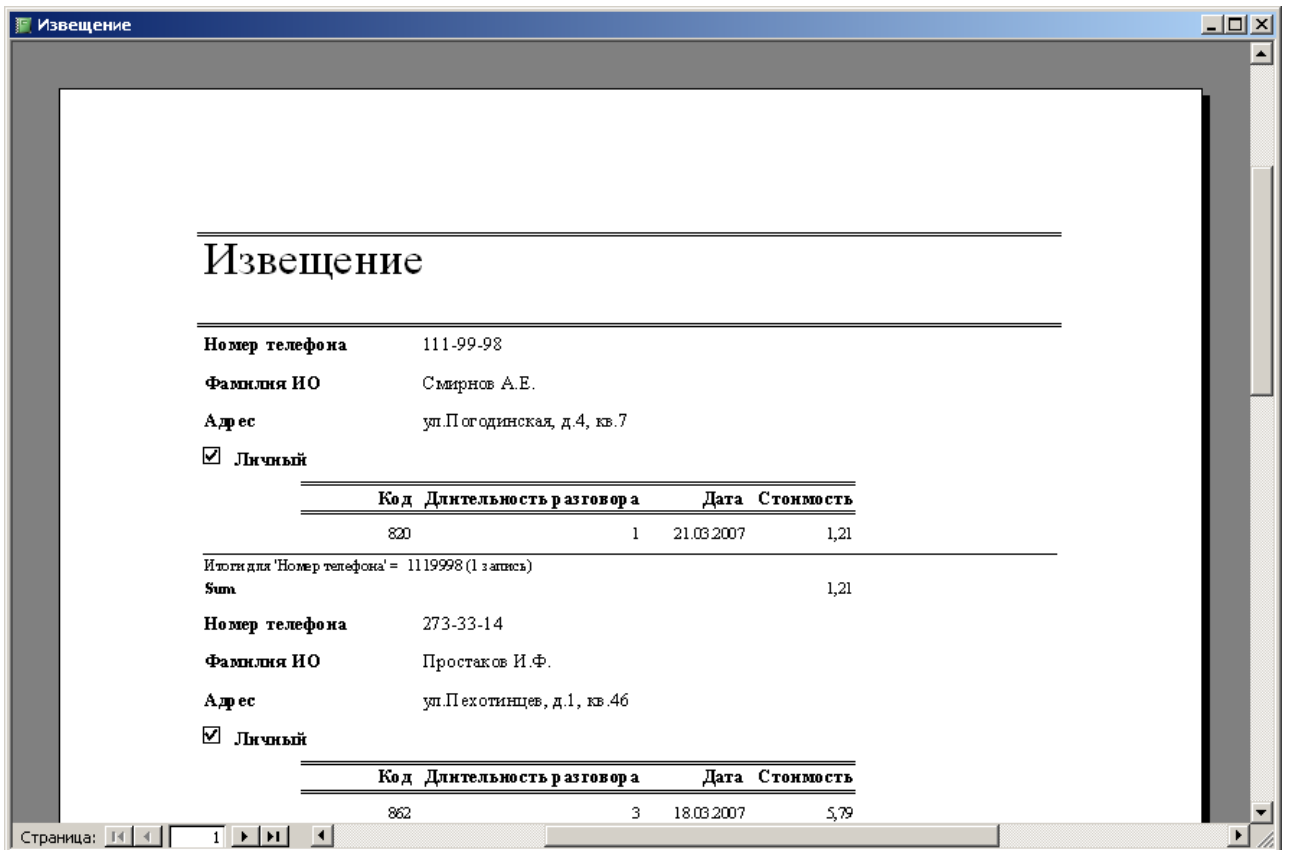 Извещение
Извещение
Номер телефона 111-99-98
Фамилия ИО Смирнов А.Е.
Адрес ул.Погодинская, д.4, кв.7
Личный
Код Длительность разговора Дата Стоимость
820 1 21.03.2007 1,21
Итоги для 'Номер телефона' = 1119998 (1 запись)
Sum 1,21
Номер телефона 273-33-14
Фамилия ИО Простаков И.Ф.
Адрес ул.Пехотинцев, д.1, кв.46
Личный
Код Длительность разговора Дата Стоимость
862 3 18.03.2007 5,79
Страница: 1